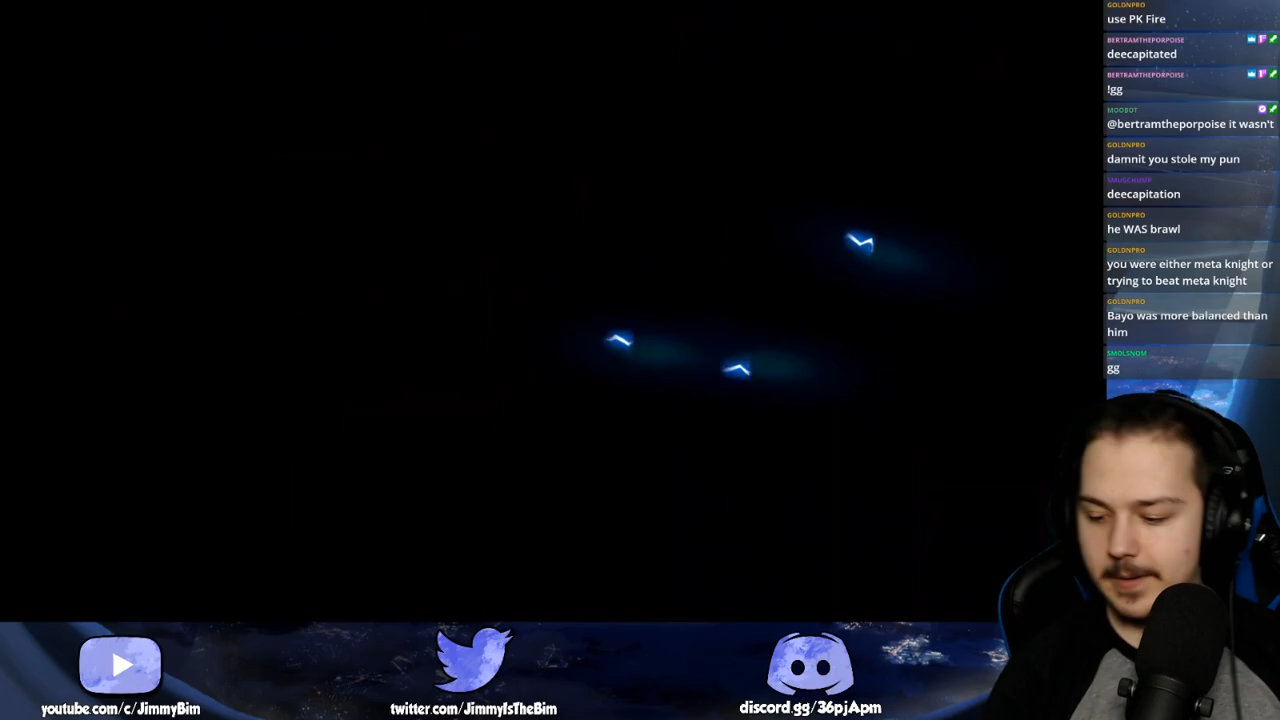 GOLDNPRO
use PK Fire
BERTRAMTHEPORPOISE
deecapitated
BERTRAMTHEPORPOISE
!gg
MOOBOT
@bertramtheporpoise it wasn't
GOLDNPRO
damnit you stole my pun
deecapitation
GOLDNPRO
he WAS brawl
GOLDNPRO
you were either meta knight or
trying to beat meta knight
GOLDNPRO
Bayo was more balanced than
him
SMOLSNOM
gg
youtube.com/c/JimmyBim
twitter.com/JimmyIsTheBim
discord.gg/36pjApm